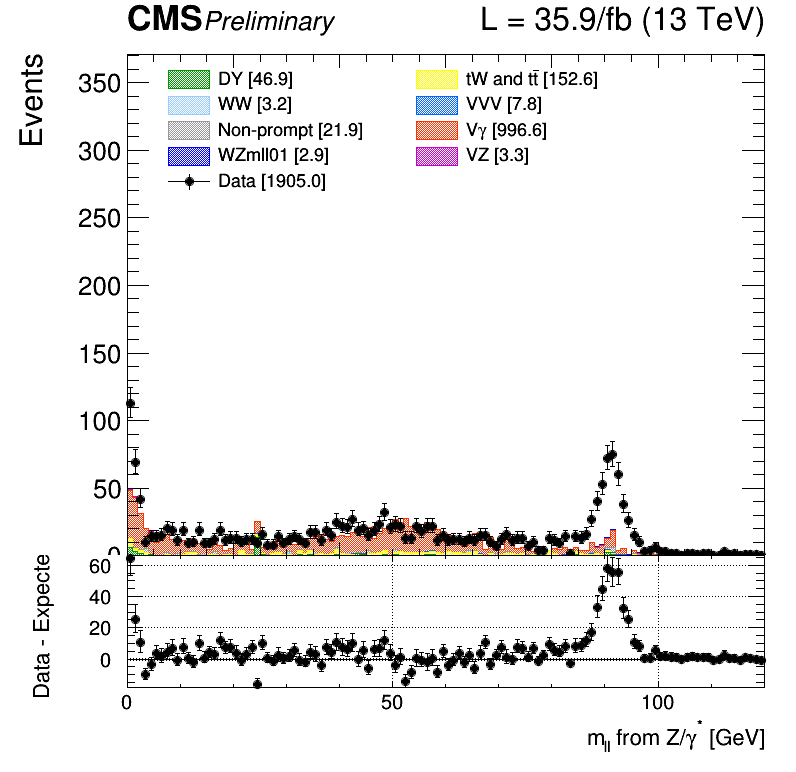 CMS Preliminary L = 35.9/fb (13 TeV)
Events
350
300
250
200
150
100
50
0
DY [46.9]
WW [3.2]
Non-prompt [21.9]
WZmll01 [2.9]
Data [1905.0]
tW and tt̄ [152.6]
VVV [7.8]
Vγ [996.6]
VZ [3.3]
Data - Expecte
60
40
20
0
0 50 100
m_ll from Z/γ* [GeV]